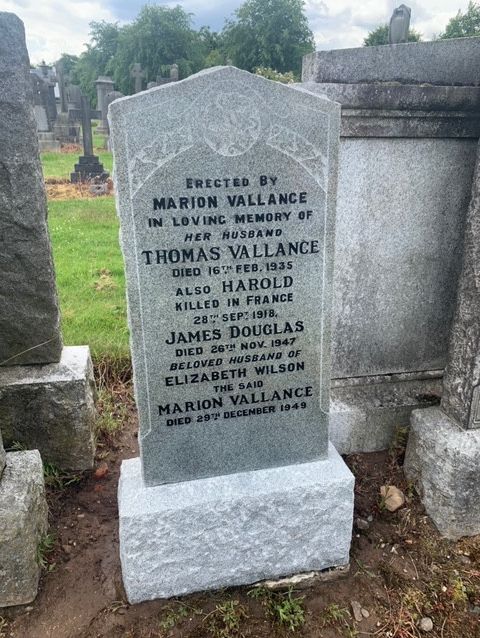 ERECTED BY
MARION VALLANCE
IN LOVING MEMORY OF
HER HUSBAND
THOMAS VALLANCE
DIED 16TH FEB. 1935
ALSO HAROLD
KILLED IN FRANCE
28TH SEPT. 1918,
JAMES DOUGLAS
DIED 26TH NOV. 1947
BELOVED HUSBAND OF
ELIZABETH WILSON
THE SAID
MARION VALLANCE
DIED 29TH DECEMBER 1949